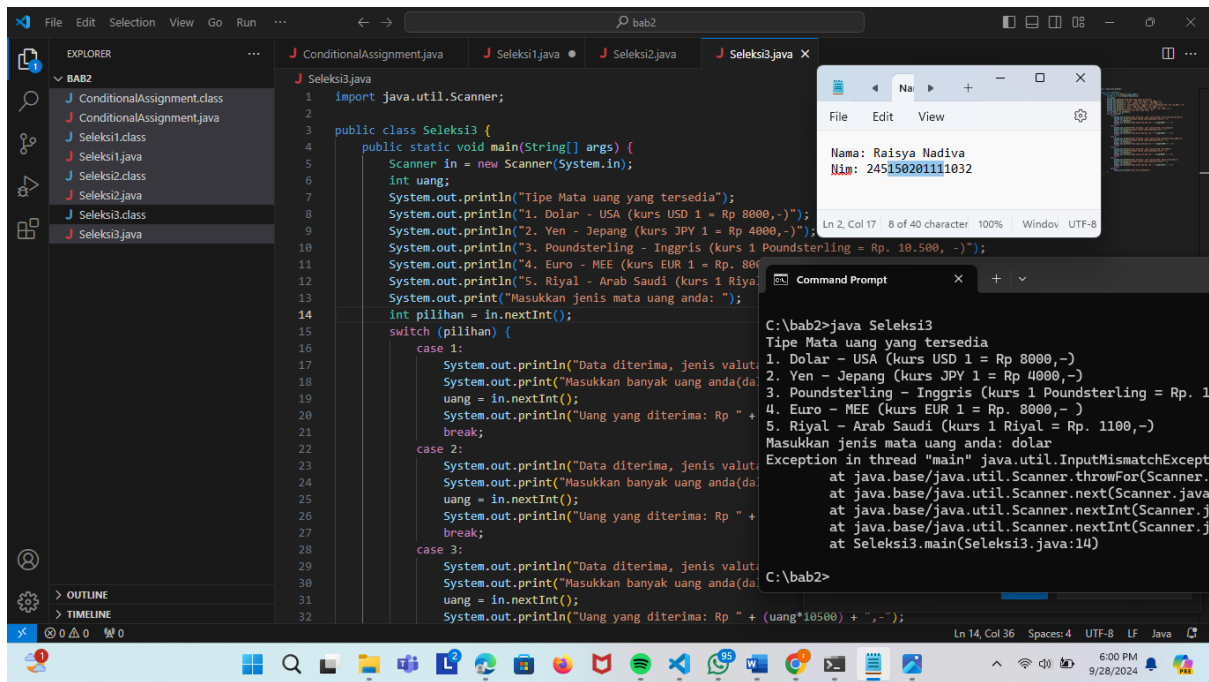 File Edit Selection View Go Run ··· bab2
EXPLORER ···
BAB2
J ConditionalAssignment.class
J ConditionalAssignment.java
J Seleksi1.class
J Seleksi1.java
J Seleksi2.class
J Seleksi2.java
J Seleksi3.class
J Seleksi3.java
OUTLINE
TIMELINE
J ConditionalAssignment.java J Seleksi1.java J Seleksi2.java J Seleksi3.java
J Seleksi3.java
1 import java.util.Scanner;
2
3 public class Seleksi3 {
4 public static void main(String[] args) {
5 Scanner in = new Scanner(System.in);
6 int uang;
7 System.out.println("Tipe Mata uang yang tersedia");
8 System.out.println("1. Dolar - USA (kurs USD 1 = Rp 8000,-)");
9 System.out.println("2. Yen - Jepang (kurs JPY 1 = Rp 4000,-)");
10 System.out.println("3. Poundsterling - Inggris (kurs 1 Poundsterling = Rp. 10.500, -)");
11 System.out.println("4. Euro - MEE (kurs EUR 1 = Rp. 800
12 System.out.println("5. Riyal - Arab Saudi (kurs 1 Riya
13 System.out.print("Masukkan jenis mata uang anda: ");
14 int pilihan = in.nextInt();
15 switch (pilihan) {
16 case 1:
17 System.out.println("Data diterima, jenis valuta
18 System.out.print("Masukkan banyak uang anda(da
19 uang = in.nextInt();
20 System.out.println("Uang yang diterima: Rp " +
21 break;
22 case 2:
23 System.out.println("Data diterima, jenis valuta
24 System.out.print("Masukkan banyak uang anda(da
25 uang = in.nextInt();
26 System.out.println("Uang yang diterima: Rp " +
27 break;
28 case 3:
29 System.out.println("Data diterima, jenis valuta
30 System.out.print("Masukkan banyak uang anda(da
31 uang = in.nextInt();
32 System.out.println("Uang yang diterima: Rp " + (uang*10500) + ",-");
Na
File Edit View
Nama: Raisya Nadiva
Nim: 245150201111032
Ln 2, Col 17 8 of 40 character 100% Window UTF-8
Command Prompt
C:\bab2>java Seleksi3
Tipe Mata uang yang tersedia
1. Dolar - USA (kurs USD 1 = Rp 8000,-)
2. Yen - Jepang (kurs JPY 1 = Rp 4000,-)
3. Poundsterling - Inggris (kurs 1 Poundsterling = Rp. 1
4. Euro - MEE (kurs EUR 1 = Rp. 8000,- )
5. Riyal - Arab Saudi (kurs 1 Riyal = Rp. 1100,-)
Masukkan jenis mata uang anda: dolar
Exception in thread "main" java.util.InputMismatchExcept
at java.base/java.util.Scanner.throwFor(Scanner.
at java.base/java.util.Scanner.next(Scanner.java
at java.base/java.util.Scanner.nextInt(Scanner.j
at java.base/java.util.Scanner.nextInt(Scanner.j
at Seleksi3.main(Seleksi3.java:14)
C:\bab2>
0 0 0 Ln 14, Col 36 Spaces: 4 UTF-8 LF Java
6:00 PM
9/28/2024